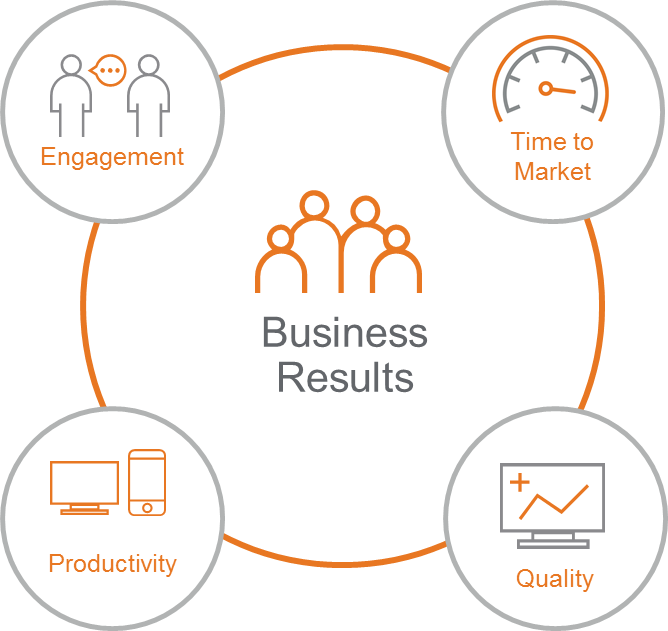 Engagement
Time to
Market
Business
Results
Productivity
Quality